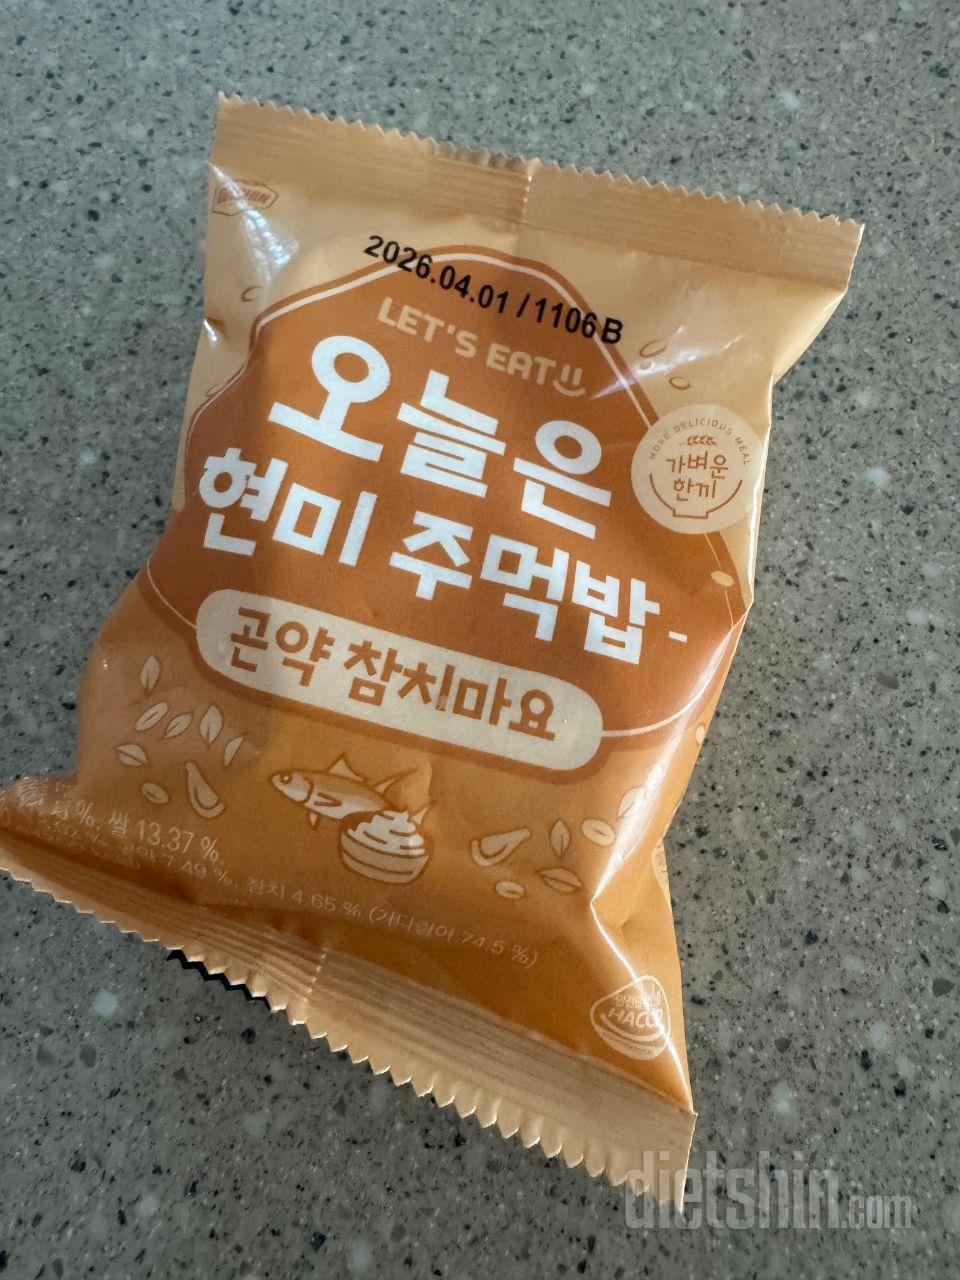 2026.04.01 / 1106 B
LET'S EAT
오늘은
현미 주먹밥
MORE DELICIOUS MEAL
가벼운
한끼
곤약 참치마요
%, 쌀 13.37 %,
49 %, 참치 4.65 % (가다랑어 74.5 %)
HACCP
dietshin.com